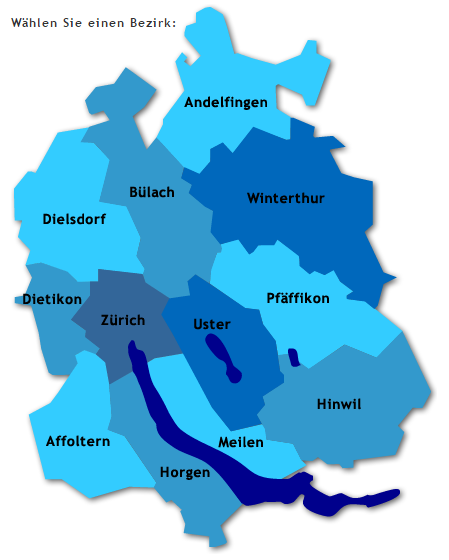 Wählen Sie einen Bezirk:
Andelfingen
Bülach
Winterthur
Dielsdorf
Dietikon
Pfäffikon
Zürich
Uster
Hinwil
Affoltern
Meilen
Horgen